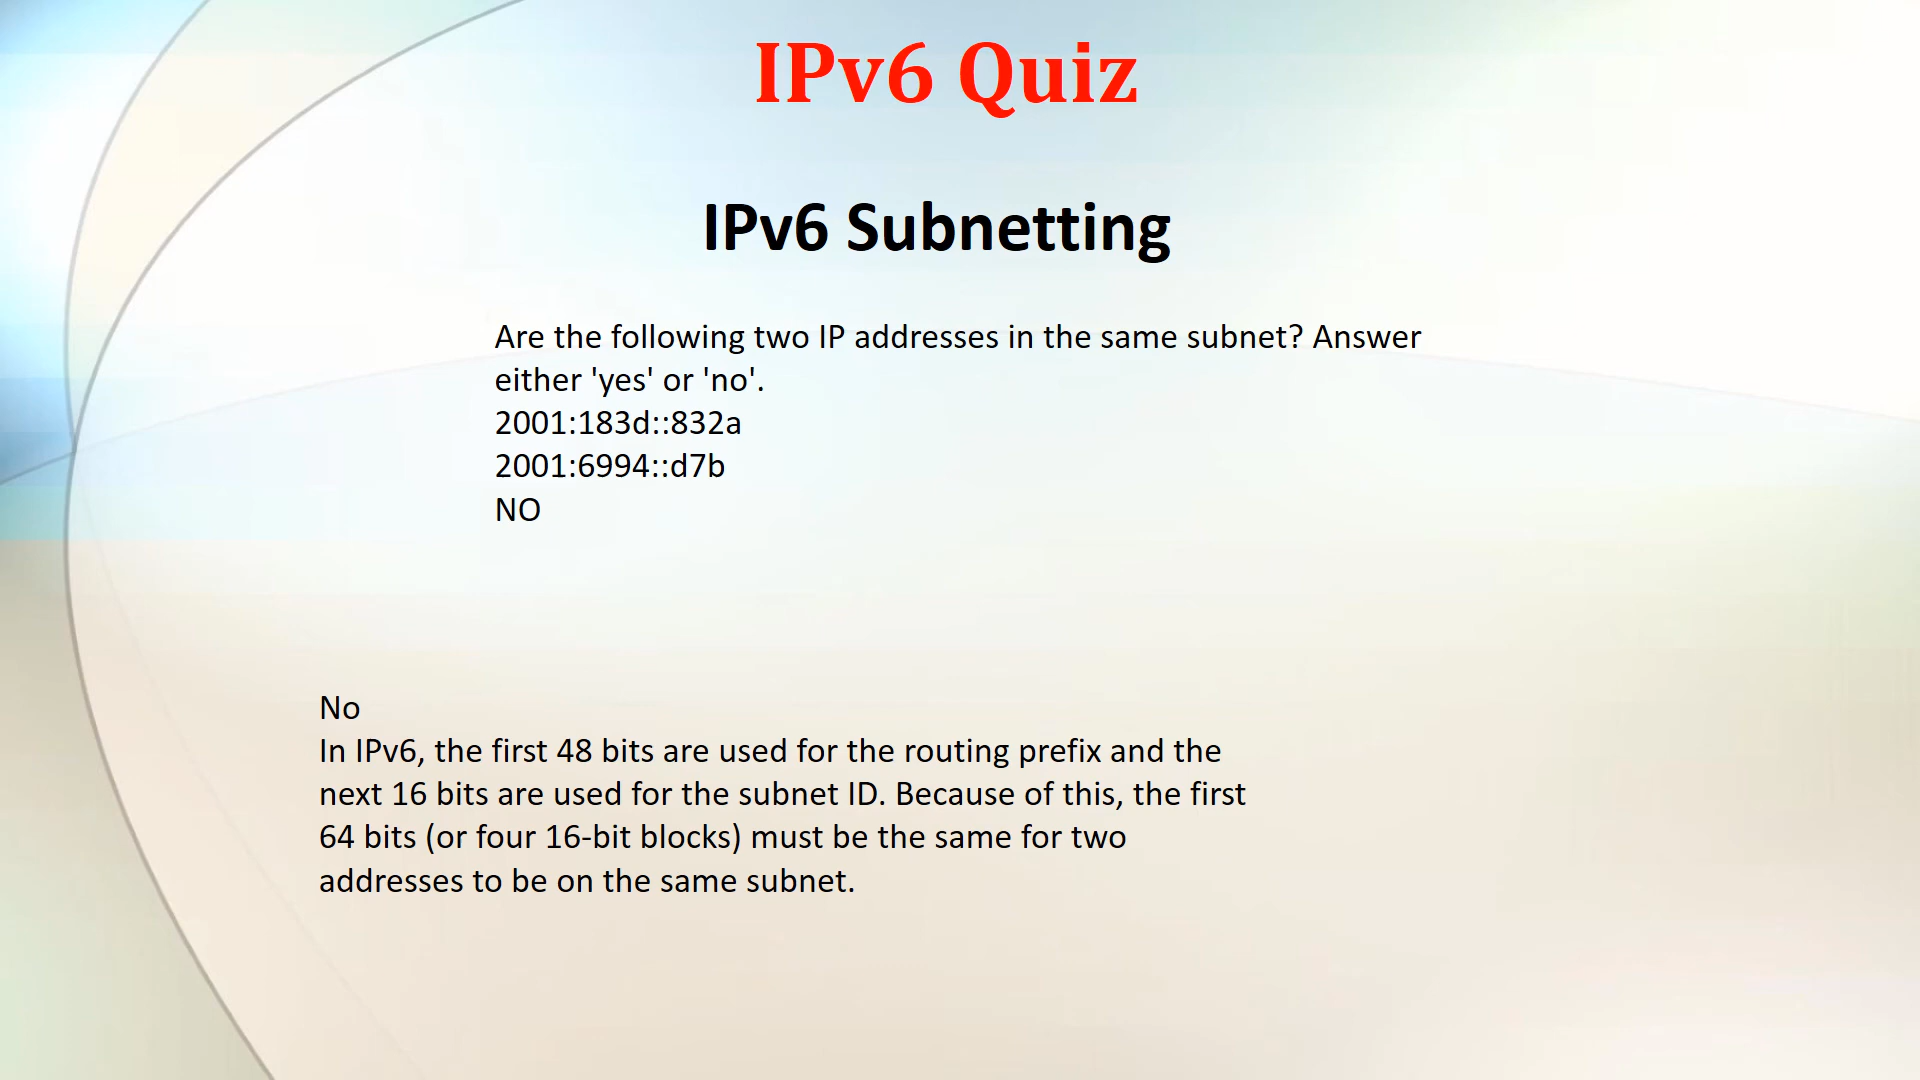 IPv6 Quiz
IPv6 Subnetting
Are the following two IP addresses in the same subnet? Answer
either 'yes' or 'no'.
2001:183d::832a
2001:6994::d7b
NO
No
In IPv6, the first 48 bits are used for the routing prefix and the
next 16 bits are used for the subnet ID. Because of this, the first
64 bits (or four 16-bit blocks) must be the same for two
addresses to be on the same subnet.